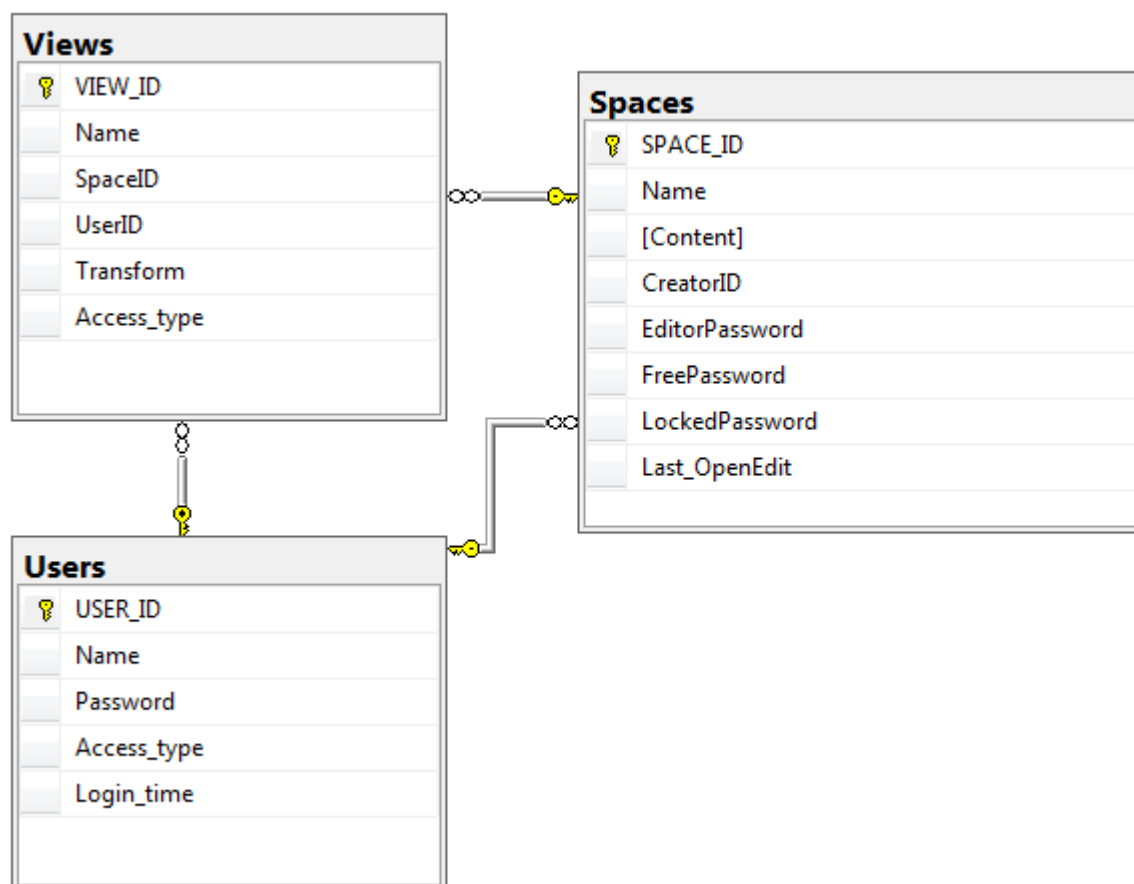 Views
VIEW_ID
Name
SpaceID
UserID
Transform
Access_type
Spaces
SPACE_ID
Name
[Content]
CreatorID
EditorPassword
FreePassword
LockedPassword
Last_OpenEdit
Users
USER_ID
Name
Password
Access_type
Login_time